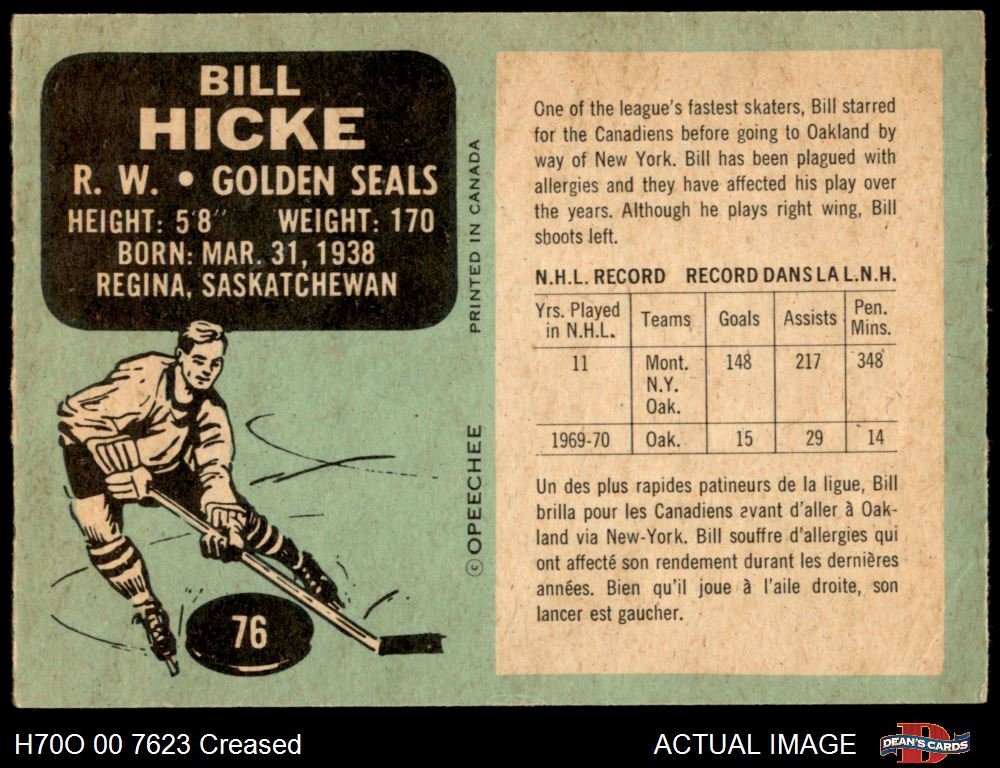 BILL
HICKE
R. W. • GOLDEN SEALS
HEIGHT: 5'8" WEIGHT: 170
BORN: MAR. 31, 1938
REGINA, SASKATCHEWAN
PRINTED IN CANADA
© OPEECHEE
76
One of the league's fastest skaters, Bill starred
for the Canadiens before going to Oakland by
way of New York. Bill has been plagued with
allergies and they have affected his play over
the years. Although he plays right wing, Bill
shoots left.
N.H.L. RECORD RECORD DANS LA L.N.H.
Yrs. Played in N.H.L. Teams Goals Assists Pen. Mins.
11 Mont. 148 217 348
N.Y.
Oak.
1969-70 Oak. 15 29 14
Un des plus rapides patineurs de la ligue, Bill
brilla pour les Canadiens avant d'aller à Oak-
land via New-York. Bill souffre d'allergies qui
ont affecté son rendement durant les dernières
années. Bien qu'il joue à l'aile droite, son
lancer est gaucher.
H70O 00 7623 Creased
ACTUAL IMAGE
DEAN'S CARDS